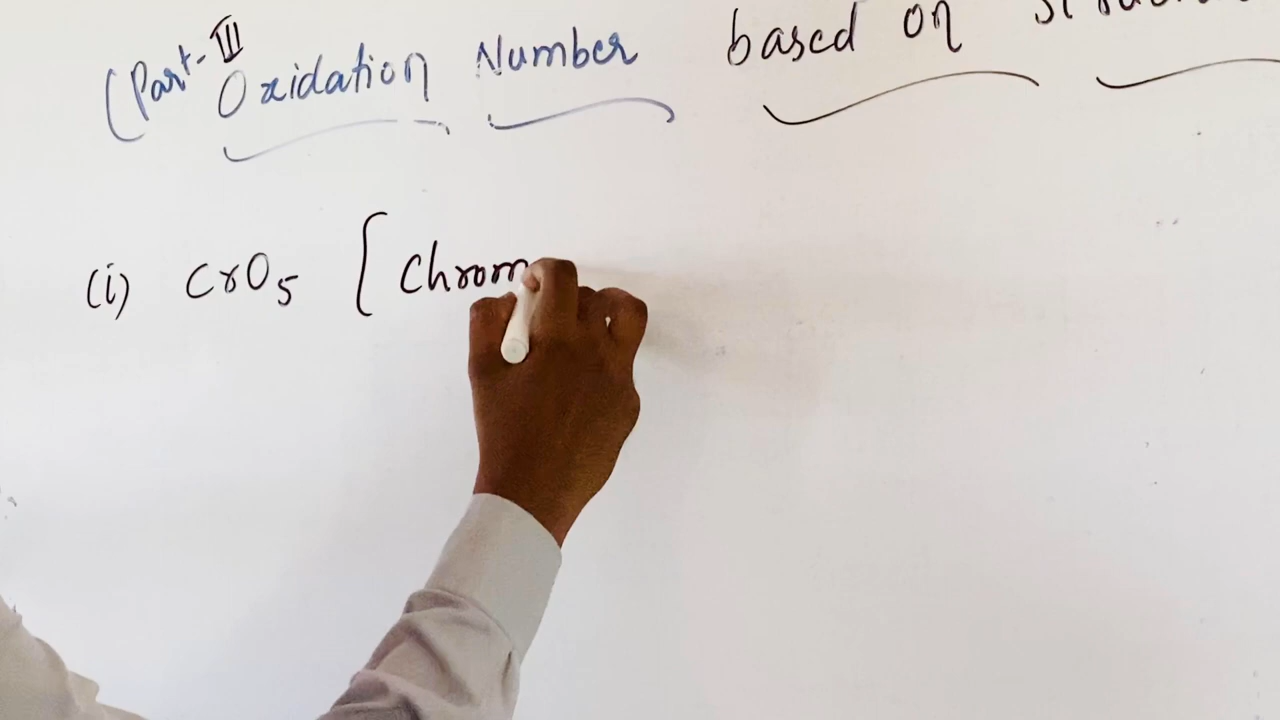 (Part-III Oxidation Number based on
(i) CrO5 [Chrom